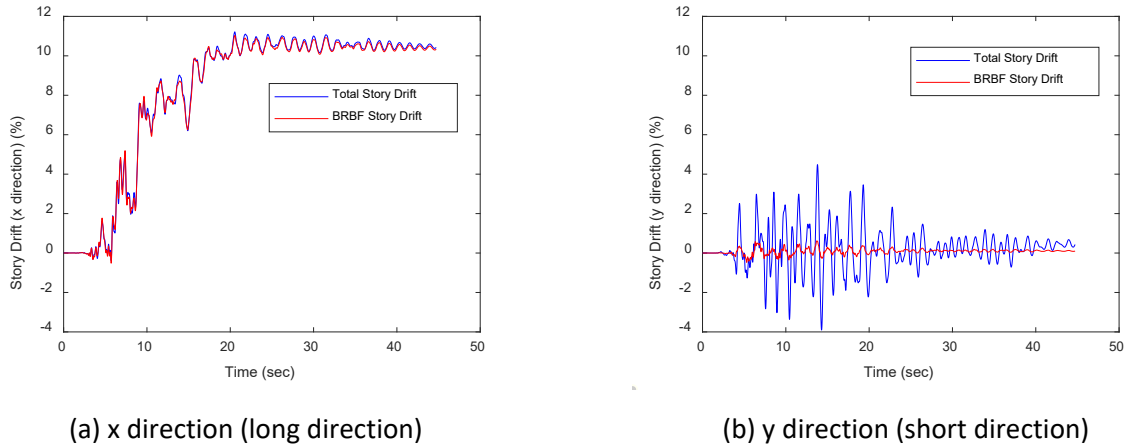 12
10
8
6
4
2
0
-2
-4
Story Drift (x direction) (%)
Total Story Drift
BRBF Story Drift
0 10 20 30 40 50
Time (sec)
(a) x direction (long direction)
12
10
8
6
4
2
0
-2
-4
Story Drift (y direction) (%)
Total Story Drift
BRBF Story Drift
0 10 20 30 40 50
Time (sec)
(b) y direction (short direction)